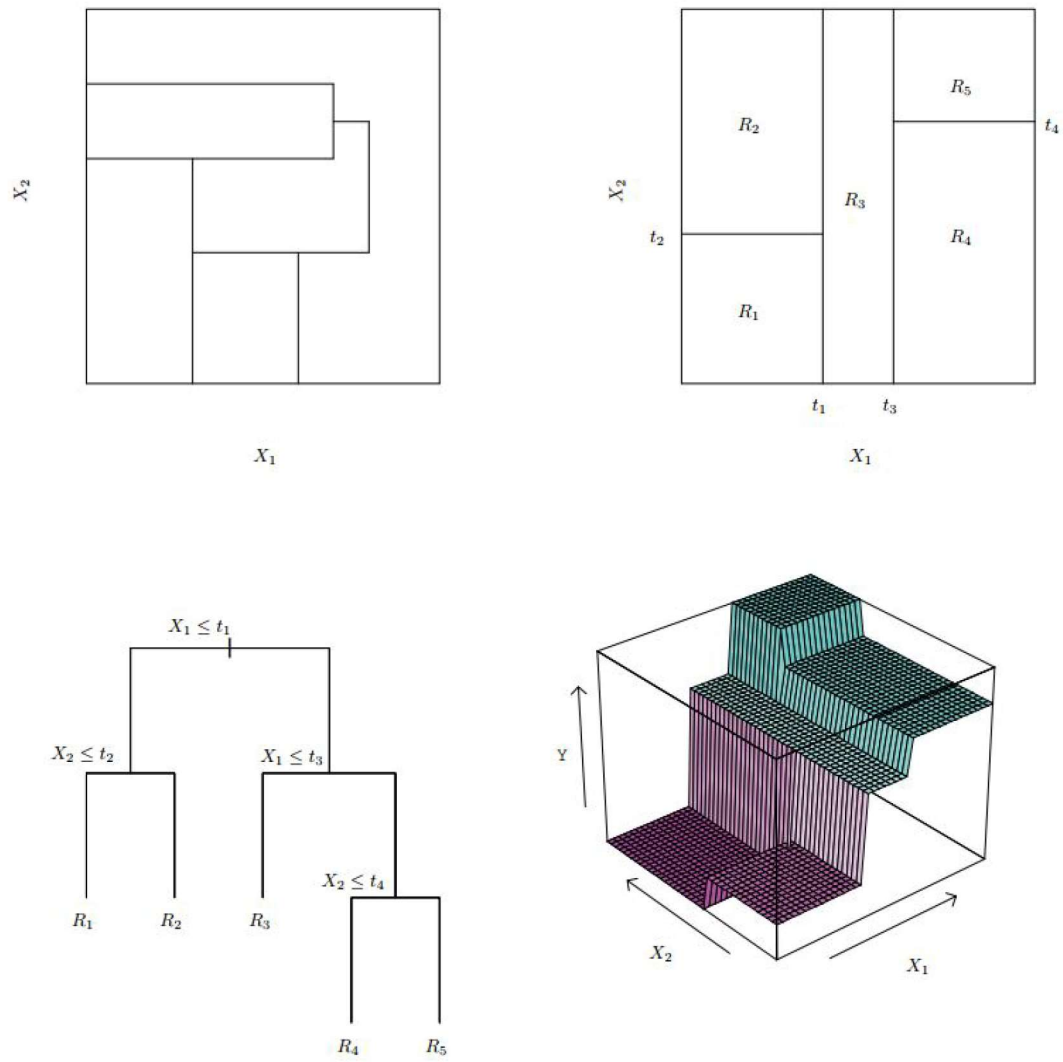 X₂
X₁
R₂
R₅
t₄
X₂
R₃
t₂
R₄
R₁
t₁
t₃
X₁
X₁ ≤ t₁
X₂ ≤ t₂
X₁ ≤ t₃
X₂ ≤ t₄
R₁
R₂
R₃
R₄
R₅
Y
X₂
X₁